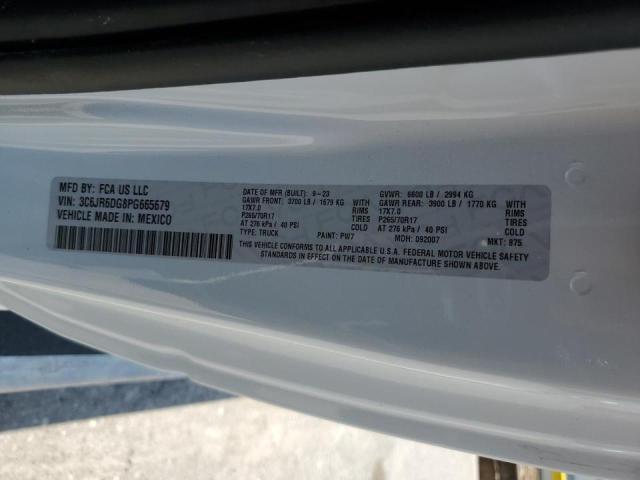 MFD BY: FCA US LLC
VIN: 3C6JR6DG8PG665679
VEHICLE MADE IN: MEXICO
DATE OF MFR (BUILT): 9-23 GVWR: 6600 LB / 2994 KG
GAWR FRONT: 3700 LB / 1679 KG WITH GAWR REAR: 3900 LB / 1770 KG WITH
17X7.0 RIMS 17X7.0 RIMS
P265/70R17 TIRES P265/70R17 TIRES
AT 276 kPa / 40 PSI COLD AT 276 kPa / 40 PSI COLD
TYPE: TRUCK PAINT: PW7 MDH: 092007 MKT: 875
THIS VEHICLE CONFORMS TO ALL APPLICABLE U.S.A. FEDERAL MOTOR VEHICLE SAFETY
STANDARDS IN EFFECT ON THE DATE OF MANUFACTURE SHOWN ABOVE.